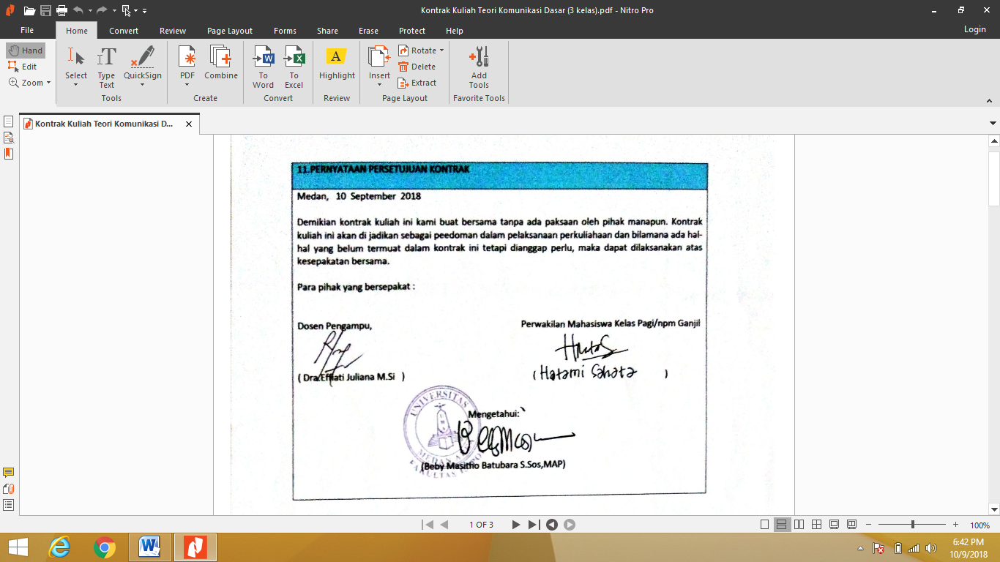 Kontrak Kuliah Teori Komunikasi Dasar (3 kelas).pdf - Nitro Pro
File Home Convert Review Page Layout Forms Share Erase Protect Help Login
Hand
Edit
Zoom
Select
Type Text
QuickSign
Tools
PDF
Combine
Create
To Word
To Excel
Convert
Highlight
Review
Insert
Rotate
Delete
Extract
Page Layout
Add Tools
Favorite Tools
Kontrak Kuliah Teori Komunikasi D...
11.PERNYATAAN PERSETUJUAN KONTRAK
Medan, 10 September 2018
Demikian kontrak kuliah ini kami buat bersama tanpa ada paksaan oleh pihak manapun. Kontrak
kuliah ini akan di jadikan sebagai peedoman dalam pelaksanaan perkuliahaan dan bilamana ada hal-
hal yang belum termuat dalam kontrak ini tetapi dianggap perlu, maka dapat dilaksanakan atas
kesepakatan bersama.
Para pihak yang bersepakat :
Dosen Pengampu,
Perwakilan Mahasiswa Kelas Pagi/npm Ganjil
( Dra.Effiati Juliana M.Si )
( Hatami Sahata )
UNIVERSITAS
MEDAN
FAKULTAS
Mengetahui:
(Beby Masitho Batubara S.Sos,MAP)
1 OF 3
100%
6:42 PM
10/9/2018